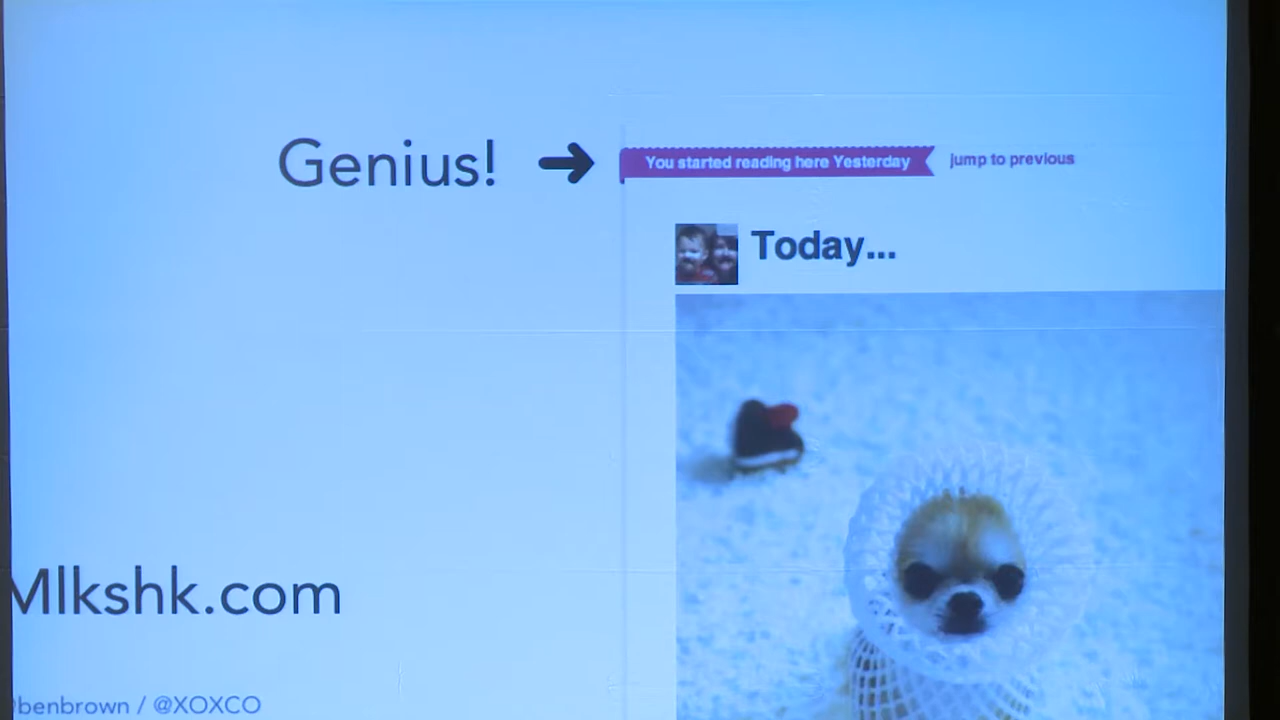 Genius! ➔ You started reading here Yesterday jump to previous
Today...
Mlkshk.com
@benbrown / @XOXCO